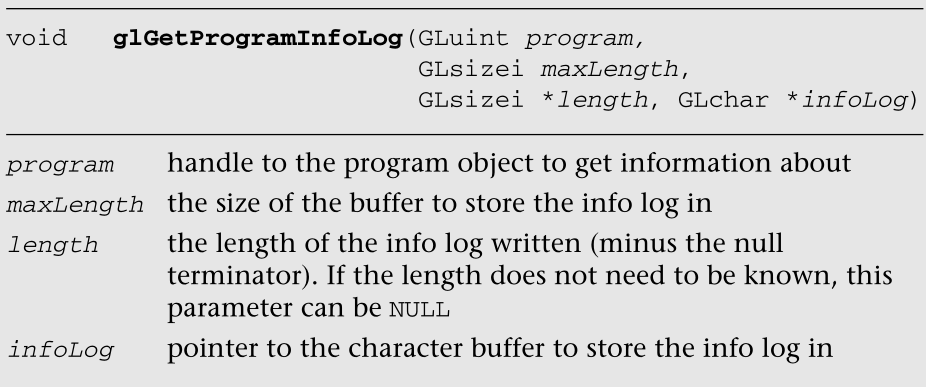 void glGetProgramInfoLog(GLuint program,
GLsizei maxLength,
GLsizei *length, GLchar *infoLog)
program handle to the program object to get information about
maxLength the size of the buffer to store the info log in
length the length of the info log written (minus the null
terminator). If the length does not need to be known, this
parameter can be NULL
infoLog pointer to the character buffer to store the info log in